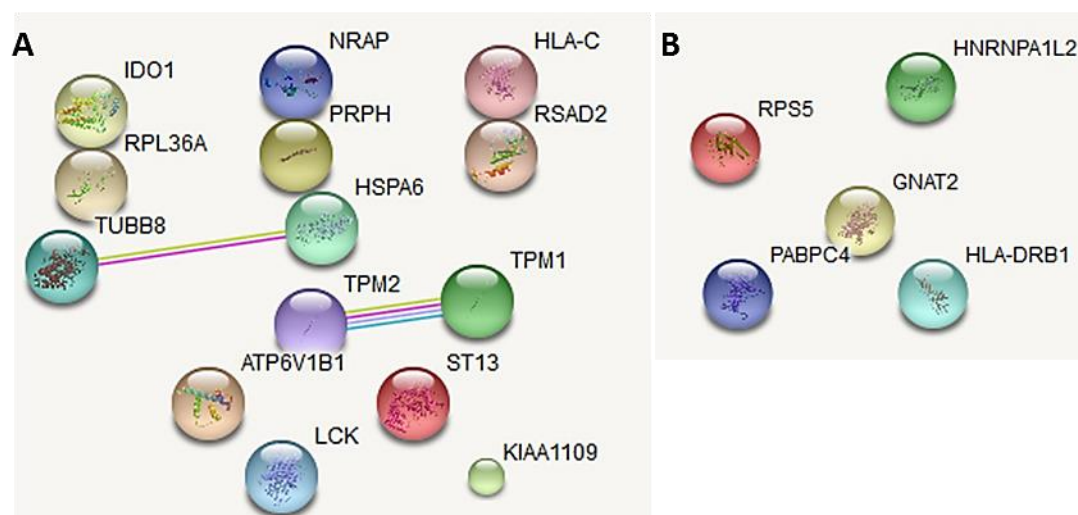 A
NRAP
HLA-C
IDO1
PRPH
RSAD2
RPL36A
HSPA6
TUBB8
TPM1
TPM2
ATP6V1B1
ST13
LCK
KIAA1109
B
HNRNPA1L2
RPS5
GNAT2
PABPC4
HLA-DRB1